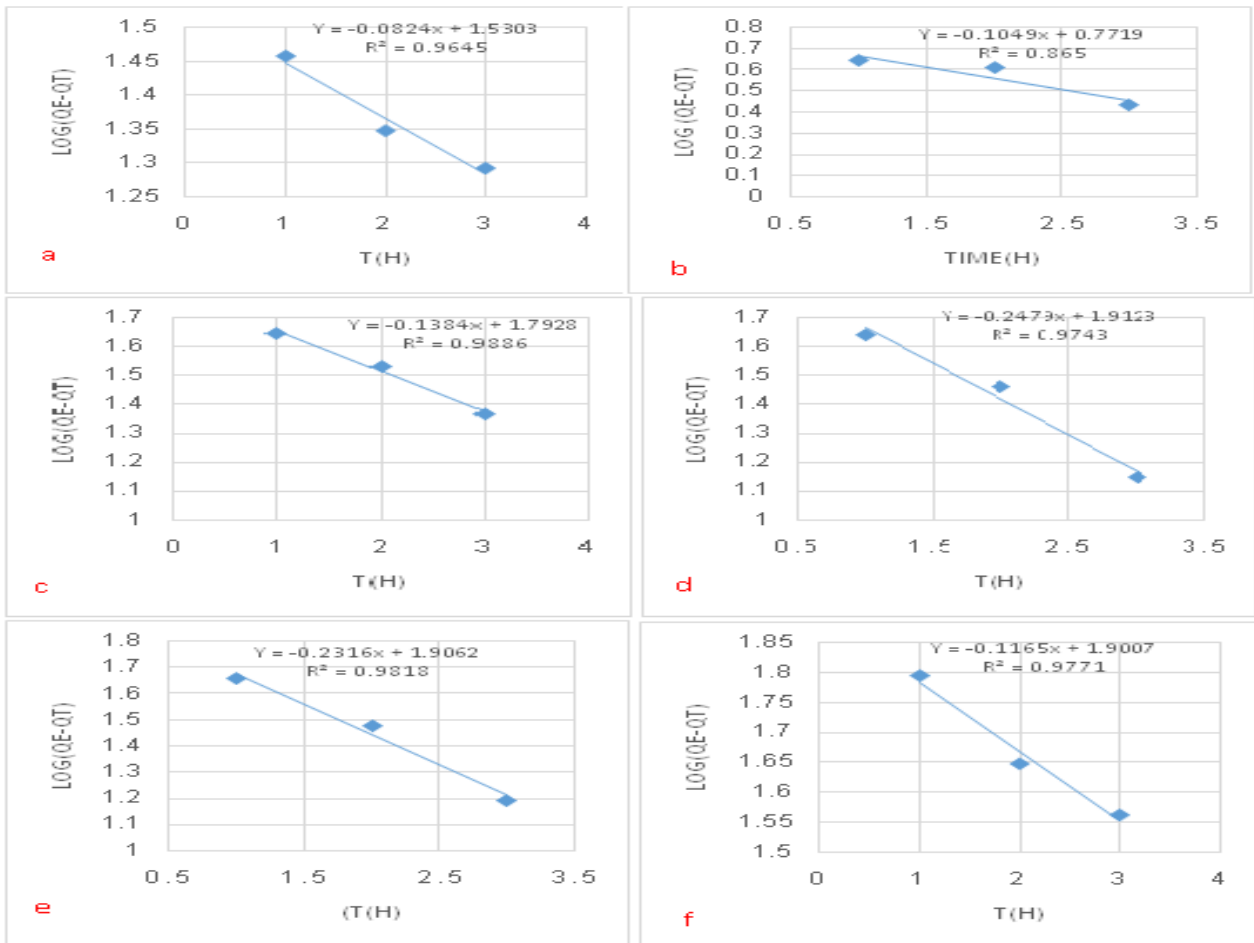 1.5
1.45
1.4
1.35
1.3
1.25
LOG(QE-QT)
Y = -0.0824x + 1.5303
R² = 0.9645
0 1 2 3 4
T(H)
a
0.8
0.7
0.6
0.5
0.4
0.3
0.2
0.1
0
LOG (QE-QT)
Y = -0.1049x + 0.7719
R² = 0.865
0.5 1.5 2.5 3.5
TIME(H)
b
1.7
1.6
1.5
1.4
1.3
1.2
1.1
1
LOG(QE-QT)
Y = -0.1384x + 1.7928
R² = 0.9886
0 1 2 3 4
T(H)
c
1.7
1.6
1.5
1.4
1.3
1.2
1.1
1
LOG(QE-QT)
Y = -0.2479x + 1.9123
R² = 0.9743
0.5 1.5 2.5 3.5
T(H)
d
1.8
1.7
1.6
1.5
1.4
1.3
1.2
1.1
1
LOG(QE-QT)
Y = -0.2316x + 1.9062
R² = 0.9818
0.5 1.5 2.5 3.5
(T(H)
e
1.85
1.8
1.75
1.7
1.65
1.6
1.55
1.5
LOG(QE-QT)
Y = -0.1165x + 1.9007
R² = 0.9771
0 1 2 3 4
T(H)
f